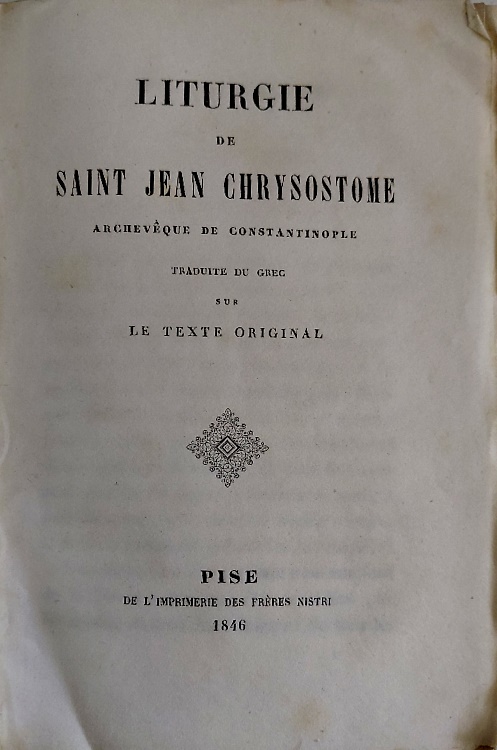 LITURGIE
DE
SAINT JEAN CHRYSOSTOME
ARCHEVÊQUE DE CONSTANTINOPLE
TRADUITE DU GREC
SUR
LE TEXTE ORIGINAL
PISE
DE L'IMPRIMERIE DES FRÈRES NISTRI
1846